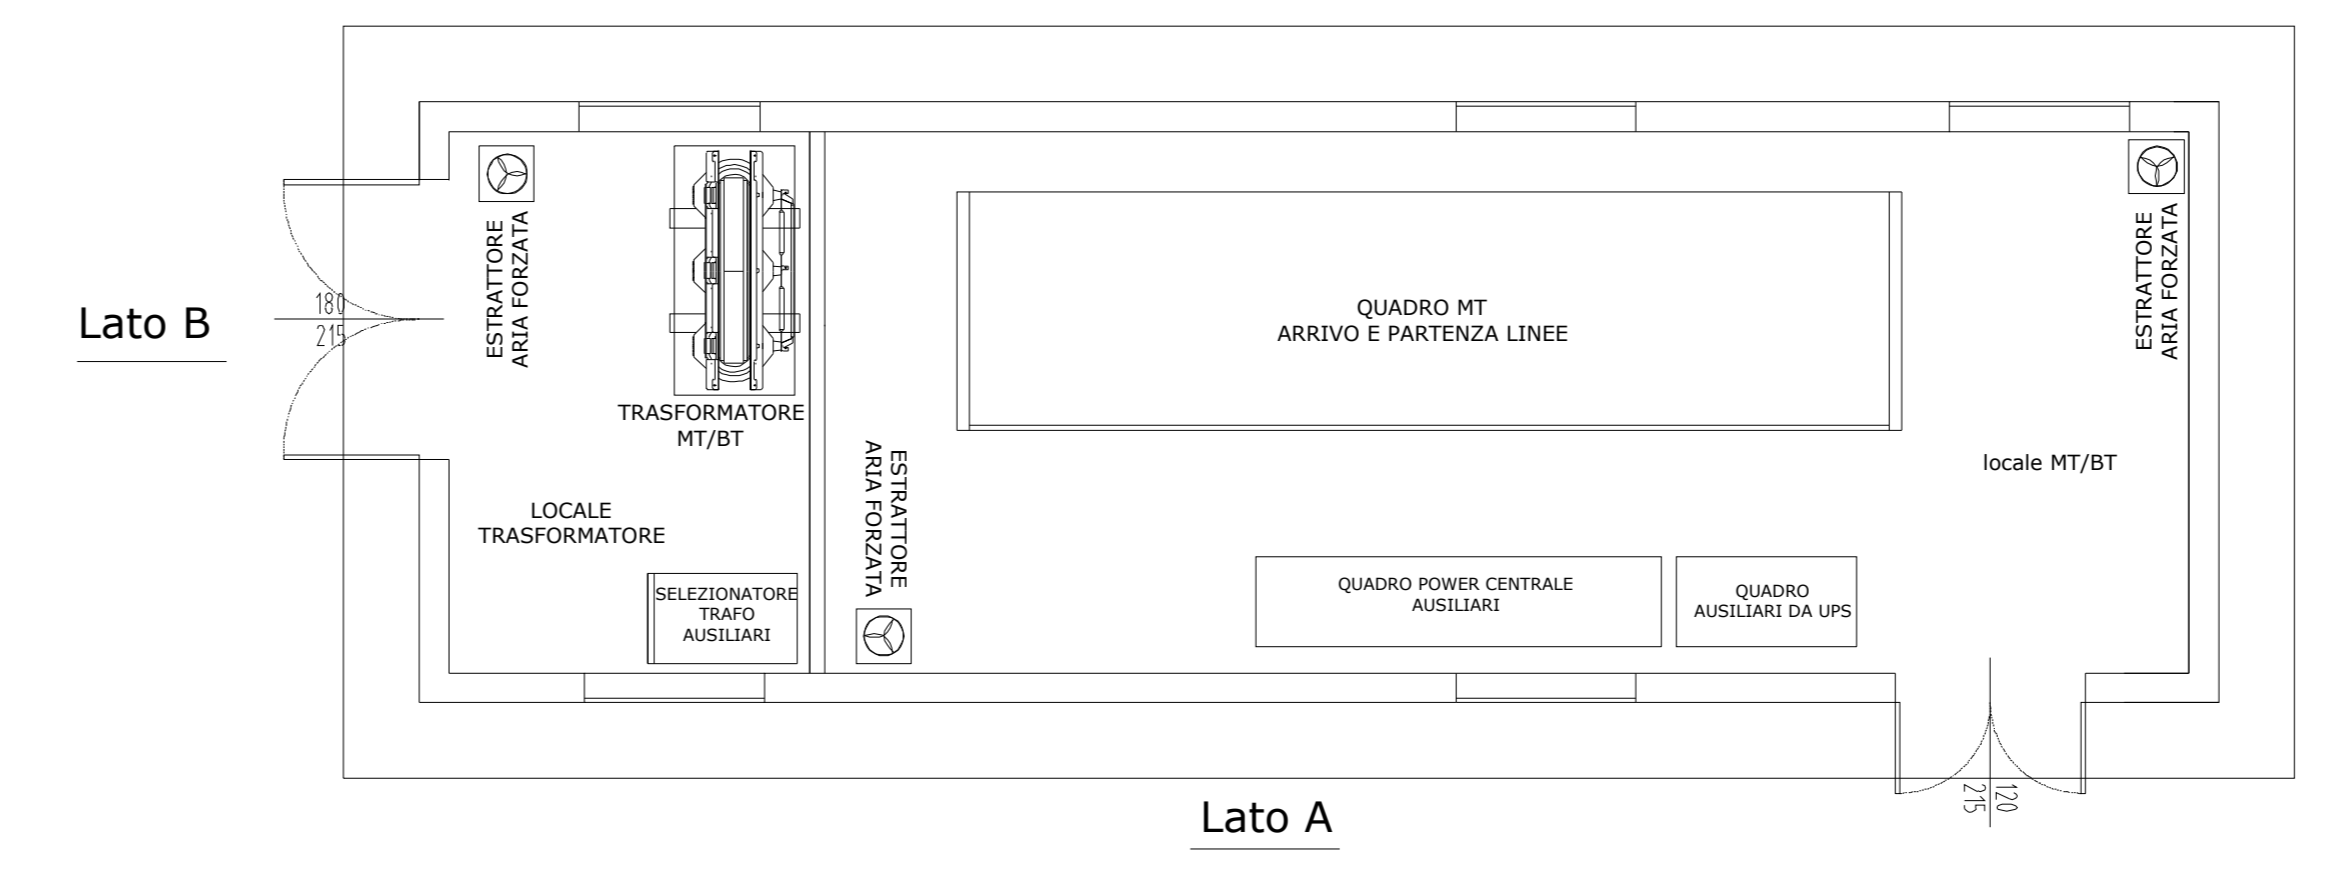 Lato B
180
215
ESTRATTORE
ARIA FORZATA
TRASFORMATORE
MT/BT
LOCALE
TRASFORMATORE
SELEZIONATORE
TRAFO
AUSILIARI
ESTRATTORE
ARIA FORZATA
QUADRO MT
ARRIVO E PARTENZA LINEE
QUADRO POWER CENTRALE
AUSILIARI
QUADRO
AUSILIARI DA UPS
ESTRATTORE
ARIA FORZATA
locale MT/BT
120
215
Lato A